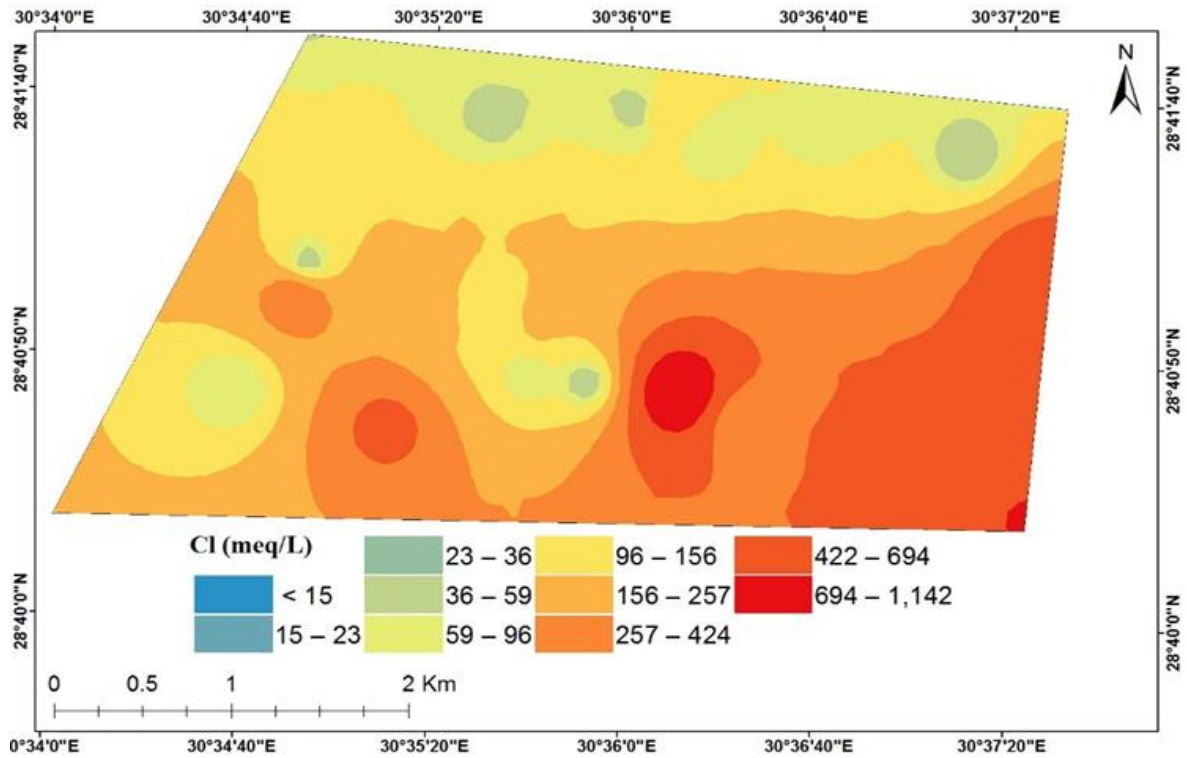 30°34'0"E 30°34'40"E 30°35'20"E 30°36'0"E 30°36'40"E 30°37'20"E
N
28°41'40"N
28°41'40"N
28°40'50"N
28°40'50"N
28°40'0"N
28°40'0"N
Cl (meq/L)
< 15
15 – 23
23 – 36
36 – 59
59 – 96
96 – 156
156 – 257
257 – 424
422 – 694
694 – 1,142
0 0.5 1 2 Km
0°34'0"E 30°34'40"E 30°35'20"E 30°36'0"E 30°36'40"E 30°37'20"E